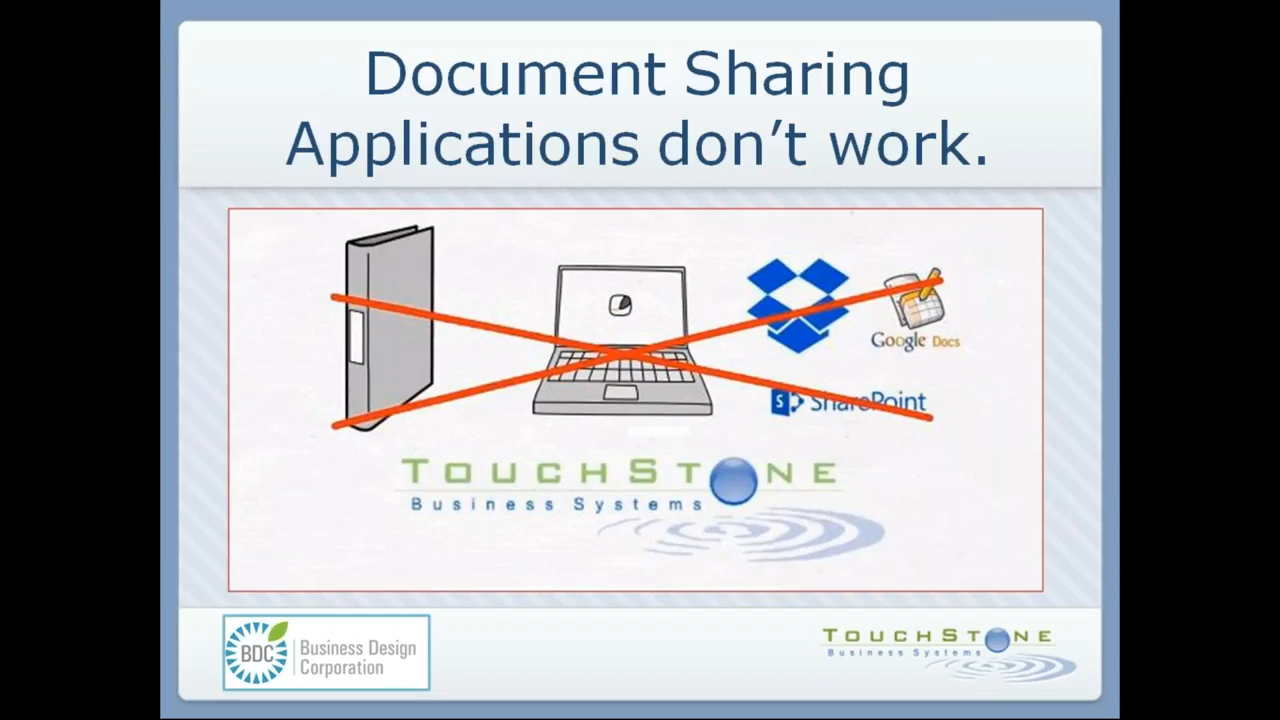 Document Sharing
Applications don’t work.
Google Docs
S SharePoint
TOUCHSTONE
Business Systems
BDC
Business Design
Corporation
TOUCHSTONE
Business Systems